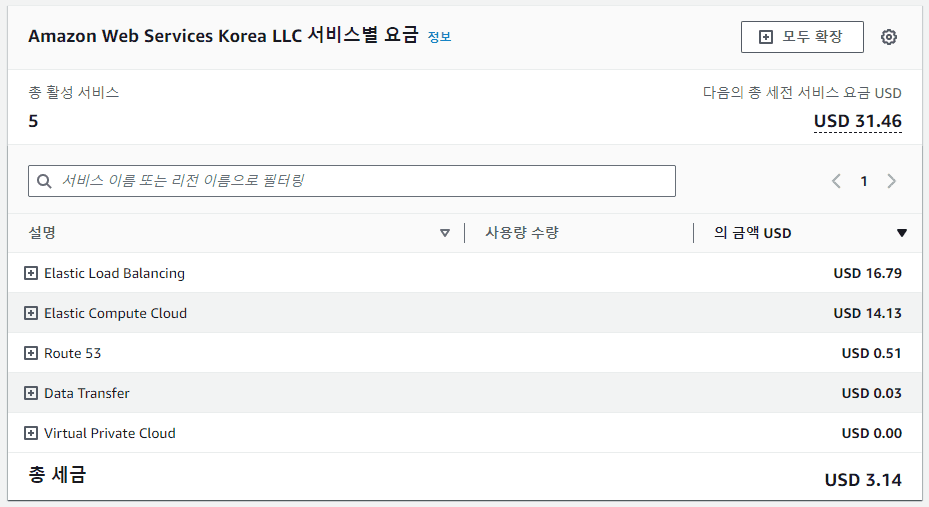 Amazon Web Services Korea LLC 서비스별 요금 정보
모두 확장
총 활성 서비스
다음의 총 세전 서비스 요금 USD
5
USD 31.46
서비스 이름 또는 리전 이름으로 필터링
1
설명
사용량 수량
의 금액 USD
Elastic Load Balancing
USD 16.79
Elastic Compute Cloud
USD 14.13
Route 53
USD 0.51
Data Transfer
USD 0.03
Virtual Private Cloud
USD 0.00
총 세금
USD 3.14